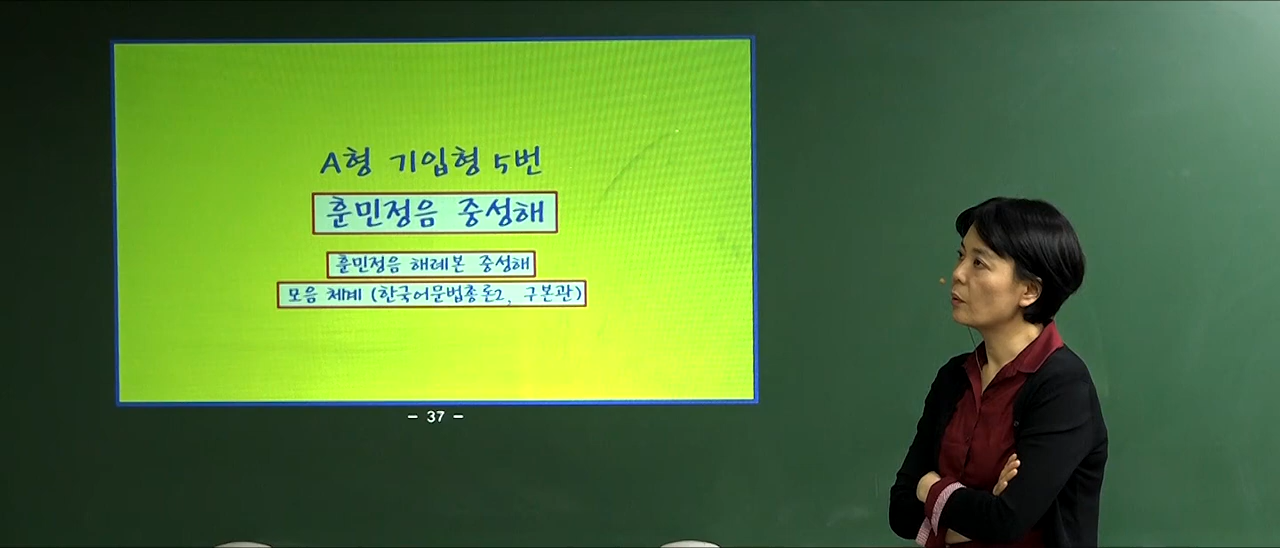 A형 기입형 5번
훈민정음 중성해
훈민정음 해례본 중성해
모음 체계 (한국어문법총론2, 구본관)
- 37 -